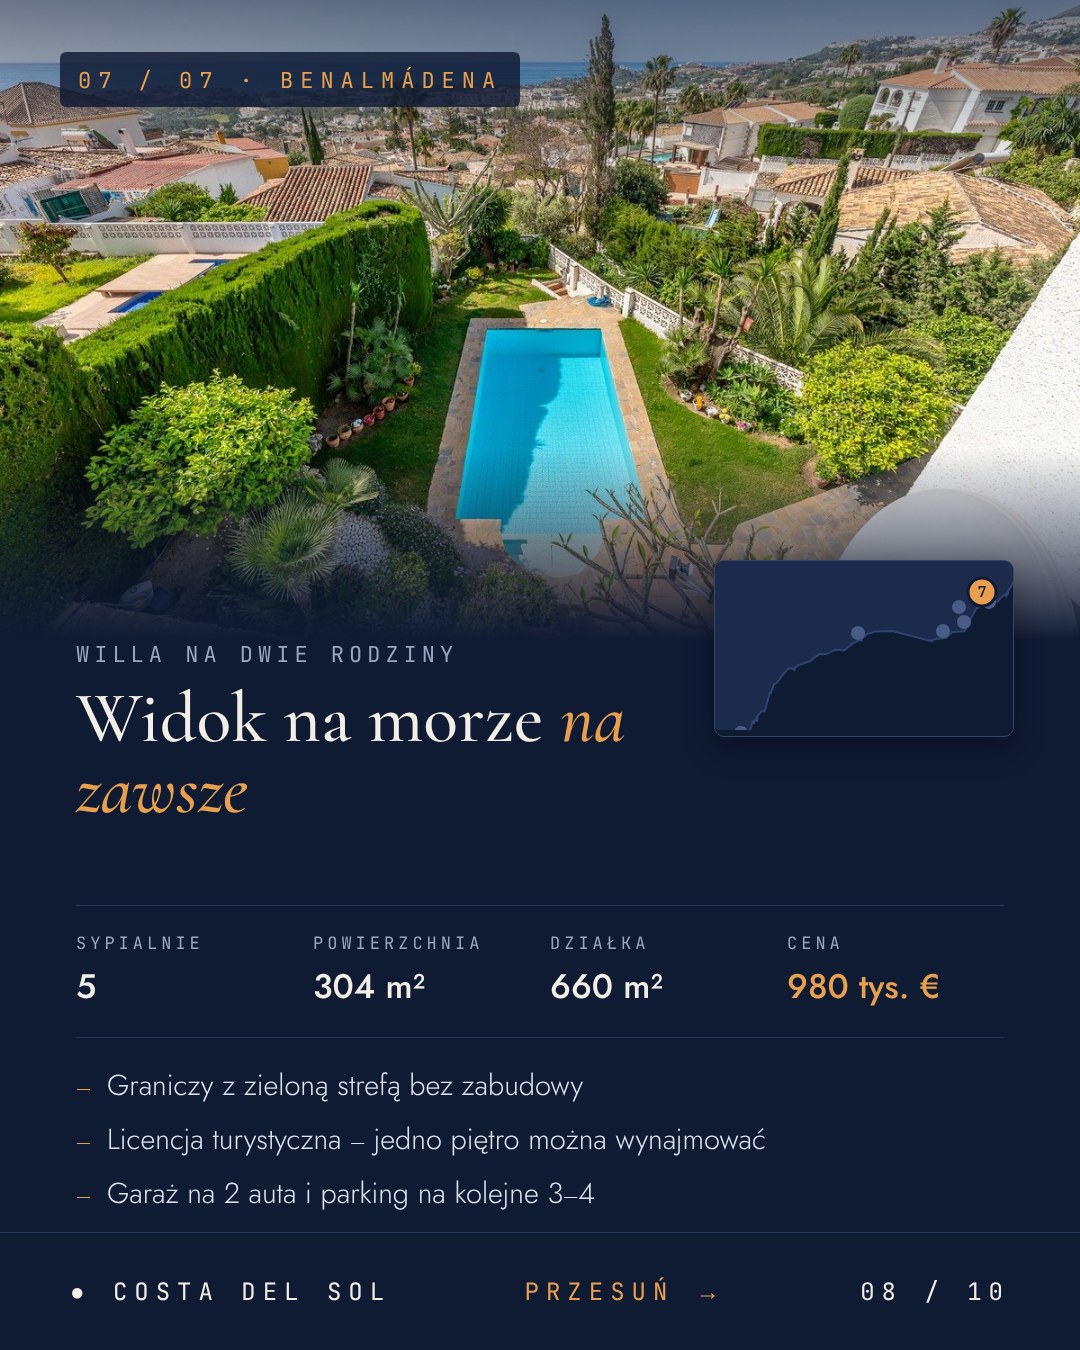 07 / 07 · BENALMÁDENA
7
WILLA NA DWIE RODZINY
Widok na morze na
zawsze
SYPIALNIE POWIERZCHNIA DZIAŁKA CENA
5 304 m² 660 m² 980 tys. €
– Graniczy z zieloną strefą bez zabudowy
– Licencja turystyczna – jedno piętro można wynajmować
– Garaż na 2 auta i parking na kolejne 3–4
• COSTA DEL SOL PRZESUŃ → 08 / 10